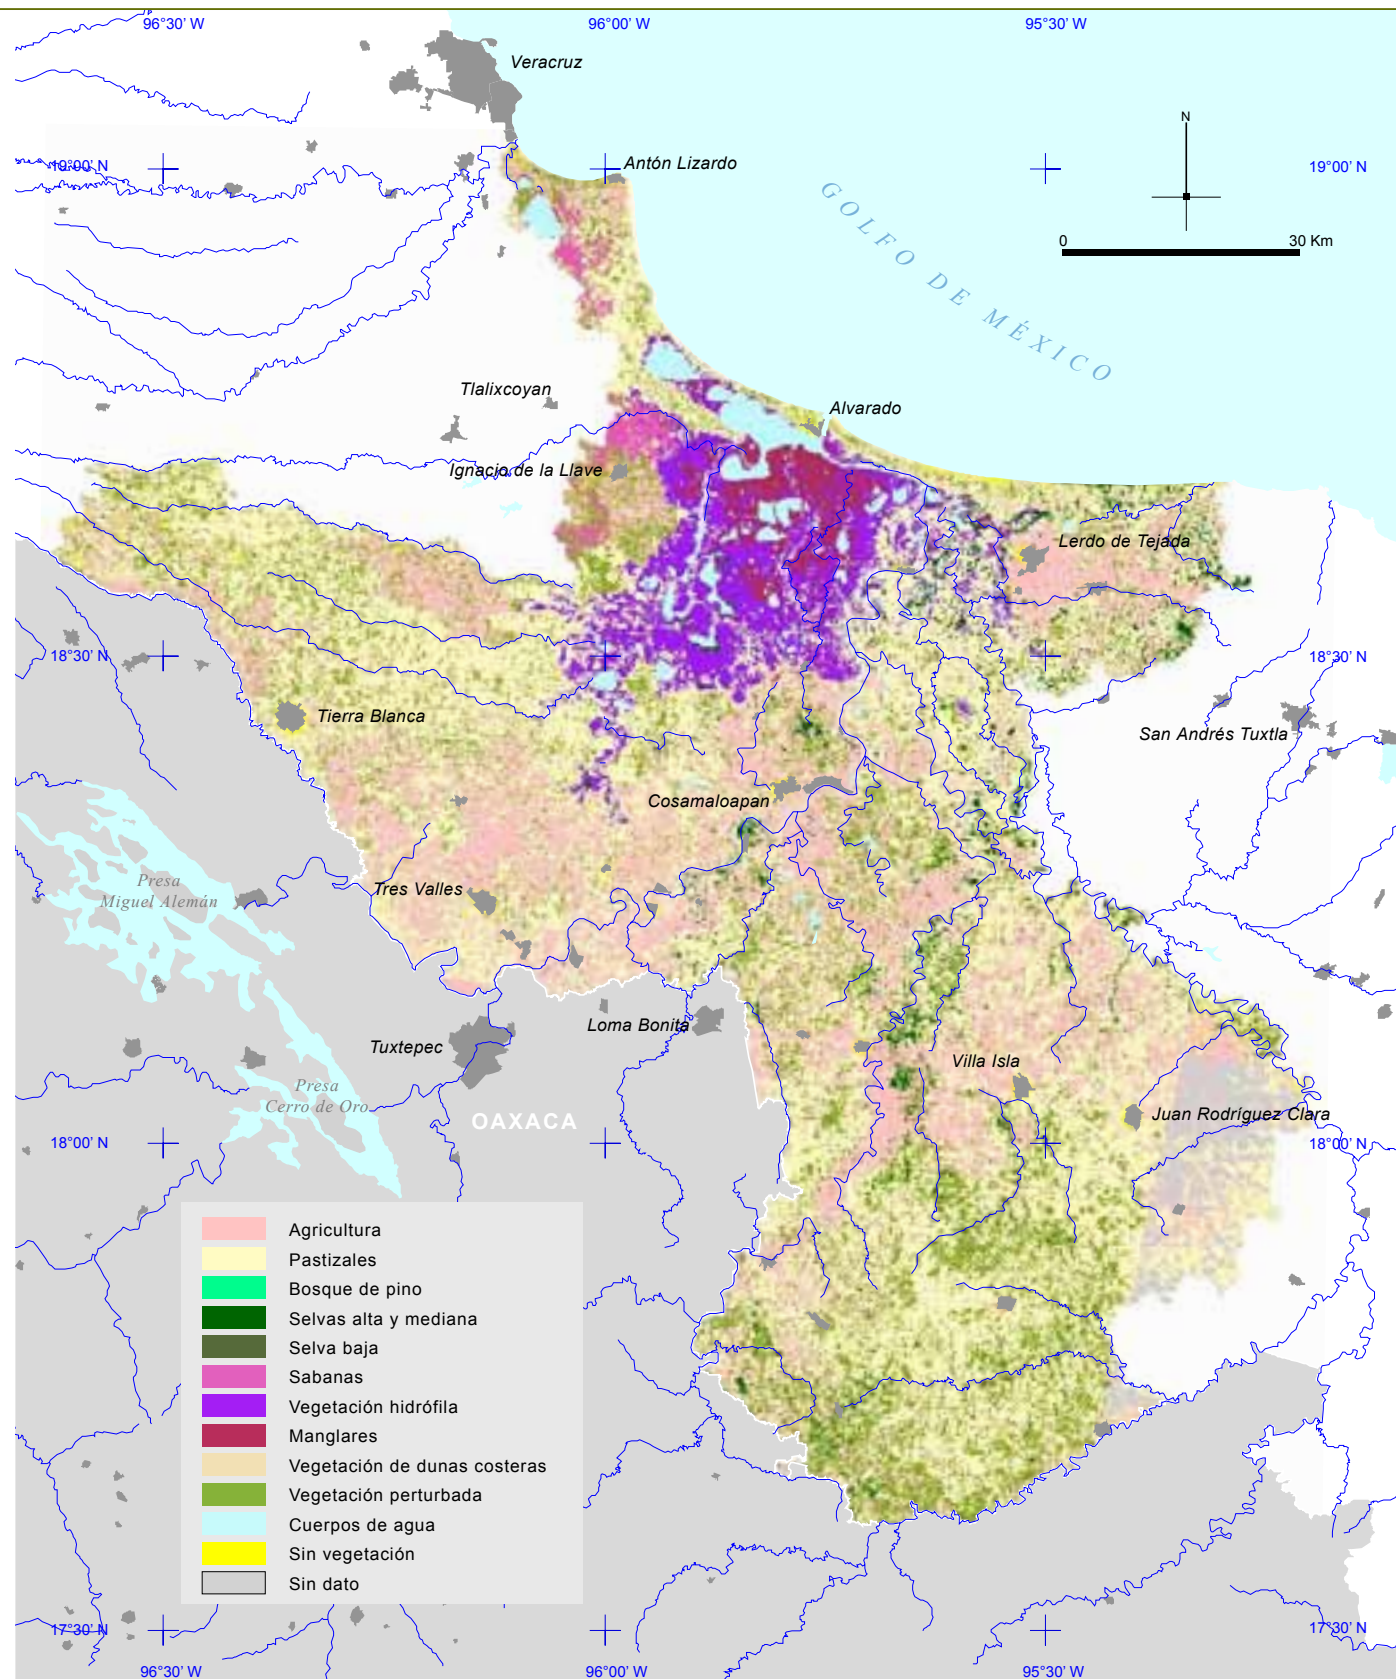 96°30' W
96°00' W
95°30' W
Veracruz
N
19°00' N
Antón Lizardo
19°00' N
GOLFO DE MÉXICO
0
30 Km
Tlalixcoyan
Alvarado
Ignacio de la Llave
Lerdo de Tejada
18°30' N
18°30' N
Tierra Blanca
San Andrés Tuxtla
Cosamaloapan
Presa
Miguel Alemán
Tres Valles
Loma Bonita
Tuxtepec
Villa Isla
Presa
Cerro de Oro
Juan Rodríguez Clara
OAXACA
18°00' N
18°00' N
Agricultura
Pastizales
Bosque de pino
Selvas alta y mediana
Selva baja
Sabanas
Vegetación hidrófila
Manglares
Vegetación de dunas costeras
Vegetación perturbada
Cuerpos de agua
Sin vegetación
Sin dato
17°30' N
17°30' N
96°30' W
96°00' W
95°30' W